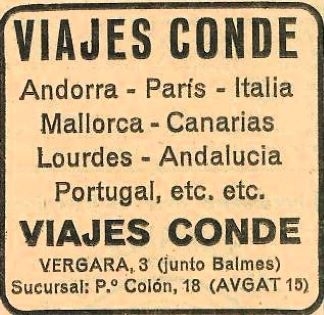 VIAJES CONDE
Andorra - París - Italia
Mallorca - Canarias
Lourdes - Andalucia
Portugal, etc. etc.
VIAJES CONDE
VERGARA, 3 (junto Balmes)
Sucursal: P.º Colón, 18 (AVGAT 15)